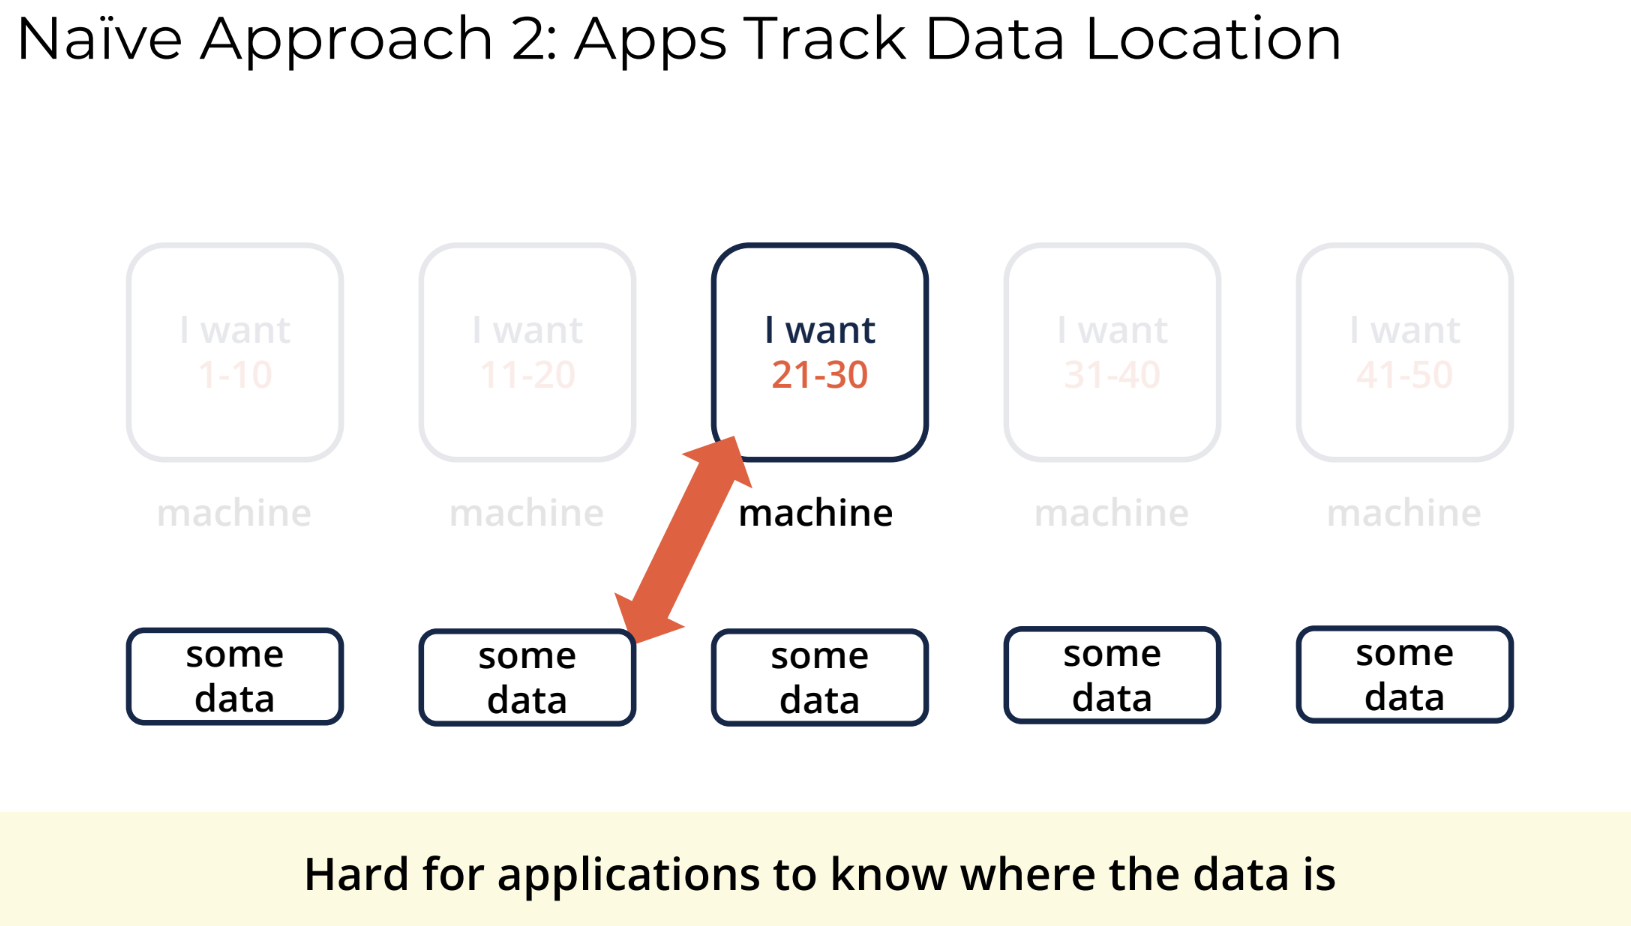 Naïve Approach 2: Apps Track Data Location
I want
1-10
I want
11-20
I want
21-30
I want
31-40
I want
41-50
machine
machine
machine
machine
machine
some
data
some
data
some
data
some
data
some
data
Hard for applications to know where the data is